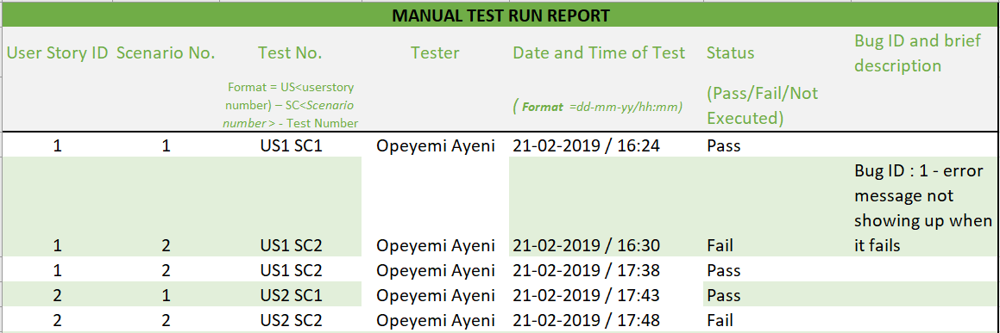 MANUAL TEST RUN REPORT
User Story ID Scenario No. Test No. Tester Date and Time of Test Status Bug ID and brief
description
Format = US<userstory
number) – SC<Scenario
number> - Test Number
( Format =dd-mm-yy/hh:mm)
(Pass/Fail/Not
Executed)
1 1 US1 SC1 Opeyemi Ayeni 21-02-2019 / 16:24 Pass
Bug ID : 1 - error
message not
showing up when
1 2 US1 SC2 Opeyemi Ayeni 21-02-2019 / 16:30 Fail it fails
1 2 US1 SC2 Opeyemi Ayeni 21-02-2019 / 17:38 Pass
2 1 US2 SC1 Opeyemi Ayeni 21-02-2019 / 17:43 Pass
2 2 US2 SC2 Opeyemi Ayeni 21-02-2019 / 17:48 Fail